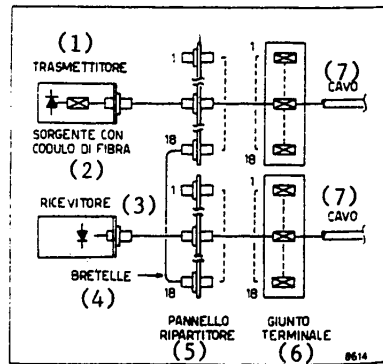 (1)
TRASMETTITORE
SORGENTE CON
CODULO DI FIBRA
(2)
RICEVITORE (3)
BRETELLE
(4)
1
18
1
18
PANNELLO
RIPARTITORE
(5)
1
18
1
18
GIUNTO
TERMINALE
(6)
(7)
CAVO
(7)
CAVO
8614